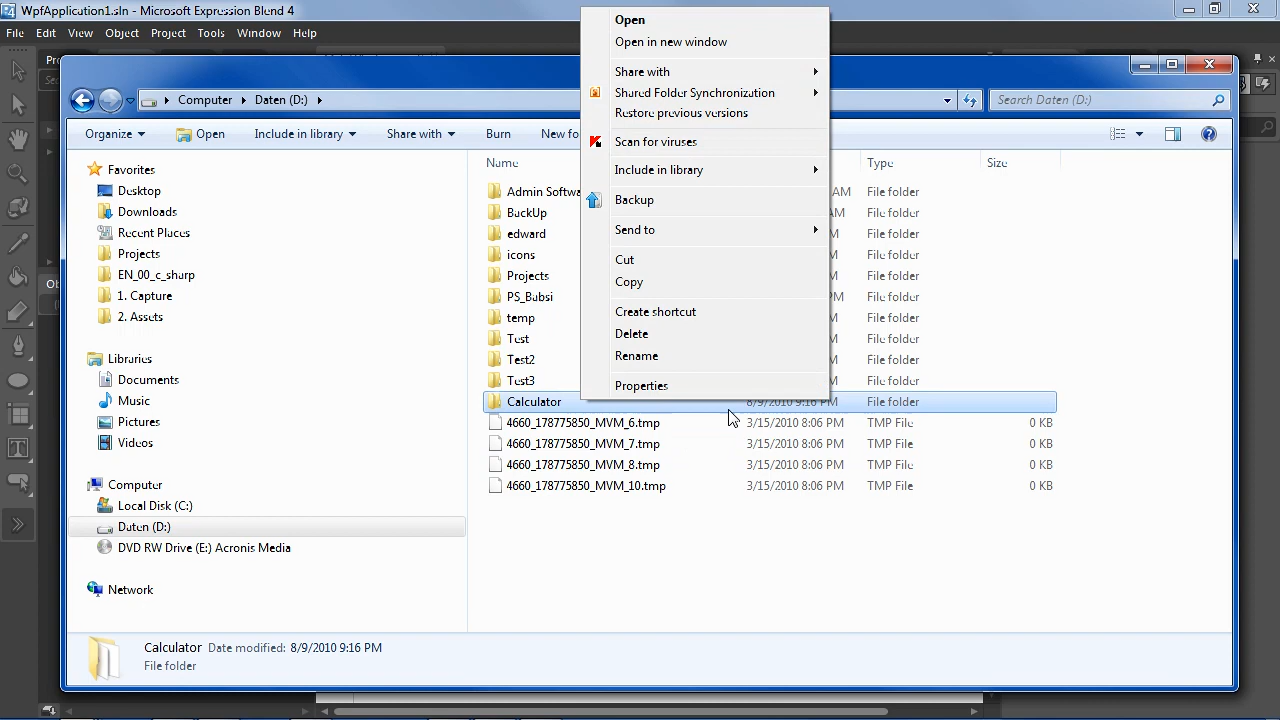 WpfApplication1.sln - Microsoft Expression Blend 4
File Edit View Object Project Tools Window Help
Computer Daten (D:) Search Daten (D:)
Organize Open Include in library Share with Burn
Favorites
Desktop
Downloads
Recent Places
Projects
EN_00_c_sharp
1. Capture
2. Assets
Libraries
Documents
Music
Pictures
Videos
Computer
Local Disk (C:)
Daten (D:)
DVD RW Drive (E:) Acronis Media
Network
Name Type Size
Admin Softwa AM File folder
BackUp AM File folder
edward File folder
icons File folder
Projects File folder
PS_Babsi PM File folder
temp File folder
Test File folder
Test2 File folder
Test3 File folder
Calculator 8/9/2010 9:16 PM File folder
4660_178775850_MVM_6.tmp 3/15/2010 8:06 PM TMP File 0 KB
4660_178775850_MVM_7.tmp 3/15/2010 8:06 PM TMP File 0 KB
4660_178775850_MVM_8.tmp 3/15/2010 8:06 PM TMP File 0 KB
4660_178775850_MVM_10.tmp 3/15/2010 8:06 PM TMP File 0 KB
Open
Open in new window
Share with
Shared Folder Synchronization
Restore previous versions
Scan for viruses
Include in library
Backup
Send to
Cut
Copy
Create shortcut
Delete
Rename
Properties
Calculator Date modified: 8/9/2010 9:16 PM
File folder